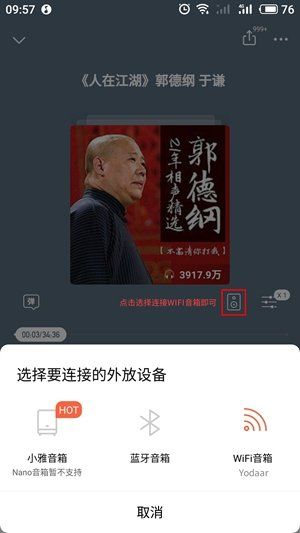 09:57
76
999+
《人在江湖》郭德纲 于谦
郭德纲
21年相声精选
【 不高清你打我 】
3917.9万
弹
点击选择连接WIFI音箱即可
x 1
00:03/34:36
选择要连接的外放设备
HOT
小雅音箱
Nano音箱暂不支持
蓝牙音箱
WiFi音箱
Yodaar
取消